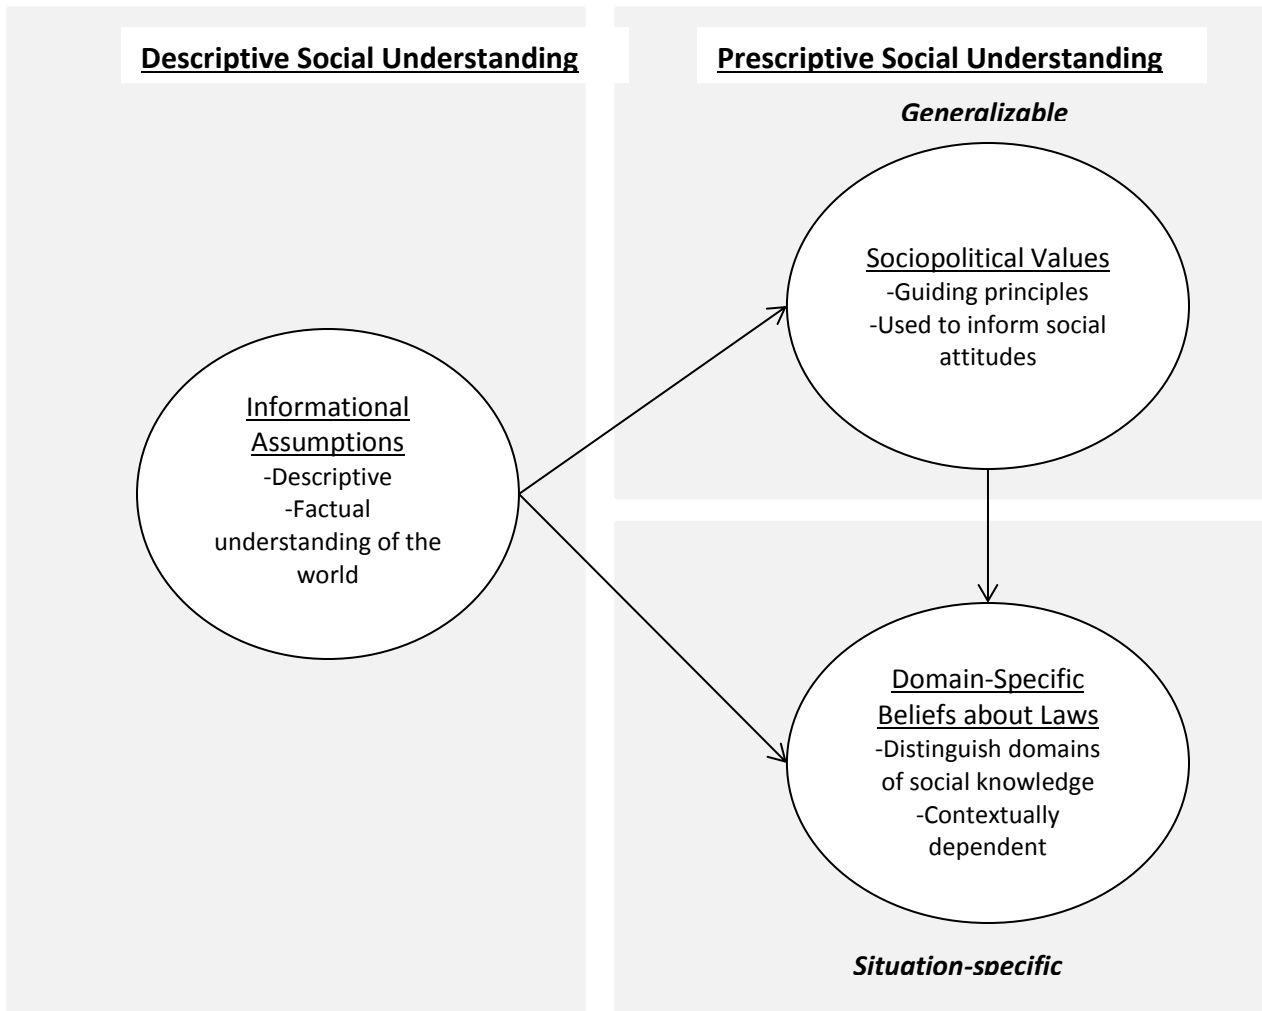 Descriptive Social Understanding
Prescriptive Social Understanding
Generalizable
Sociopolitical Values
-Guiding principles
-Used to inform social
attitudes
Informational
Assumptions
-Descriptive
-Factual
understanding of the
world
Domain-Specific
Beliefs about Laws
-Distinguish domains
of social knowledge
-Contextually
dependent
Situation-specific